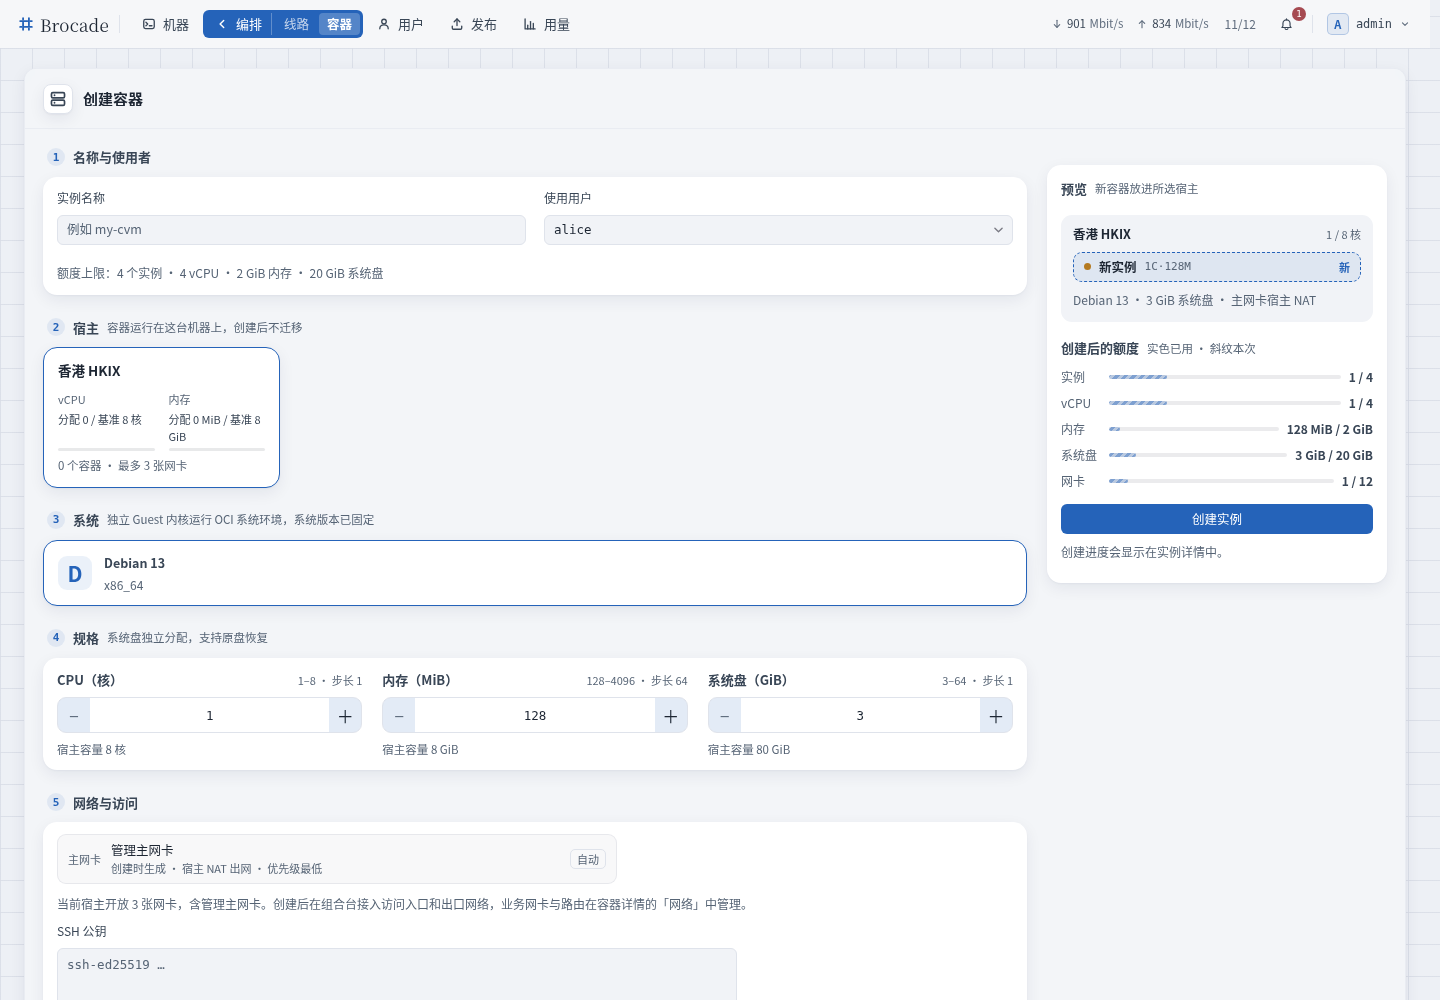 Brocade
机器
编排
线路
容器
用户
发布
用量
901 Mbit/s
834 Mbit/s
11/12
1
A
admin
创建容器
1 名称与使用者
实例名称
使用用户
例如 my-cvm
alice
额度上限：4 个实例 · 4 vCPU · 2 GiB 内存 · 20 GiB 系统盘
2 宿主 容器运行在这台机器上，创建后不迁移
香港 HKIX
vCPU
内存
分配 0 / 基准 8 核
分配 0 MiB / 基准 8
GiB
0 个容器 · 最多 3 张网卡
3 系统 独立 Guest 内核运行 OCI 系统环境，系统版本已固定
D
Debian 13
x86_64
4 规格 系统盘独立分配，支持原盘恢复
CPU（核） 1–8 · 步长 1
内存（MiB） 128–4096 · 步长 64
系统盘（GiB） 3–64 · 步长 1
− 1 +
− 128 +
− 3 +
宿主容量 8 核
宿主容量 8 GiB
宿主容量 80 GiB
5 网络与访问
主网卡
管理主网卡
创建时生成 · 宿主 NAT 出网 · 优先级最低
自动
当前宿主开放 3 张网卡，含管理主网卡。创建后在组合台接入访问入口和出口网络，业务网卡与路由在容器详情的「网络」中管理。
SSH 公钥
ssh-ed25519 …
预览 新容器放进所选宿主
香港 HKIX 1 / 8 核
新实例 1C·128M 新
Debian 13 · 3 GiB 系统盘 · 主网卡宿主 NAT
创建后的额度 实色已用 · 斜纹本次
实例 1 / 4
vCPU 1 / 4
内存 128 MiB / 2 GiB
系统盘 3 GiB / 20 GiB
网卡 1 / 12
创建实例
创建进度会显示在实例详情中。